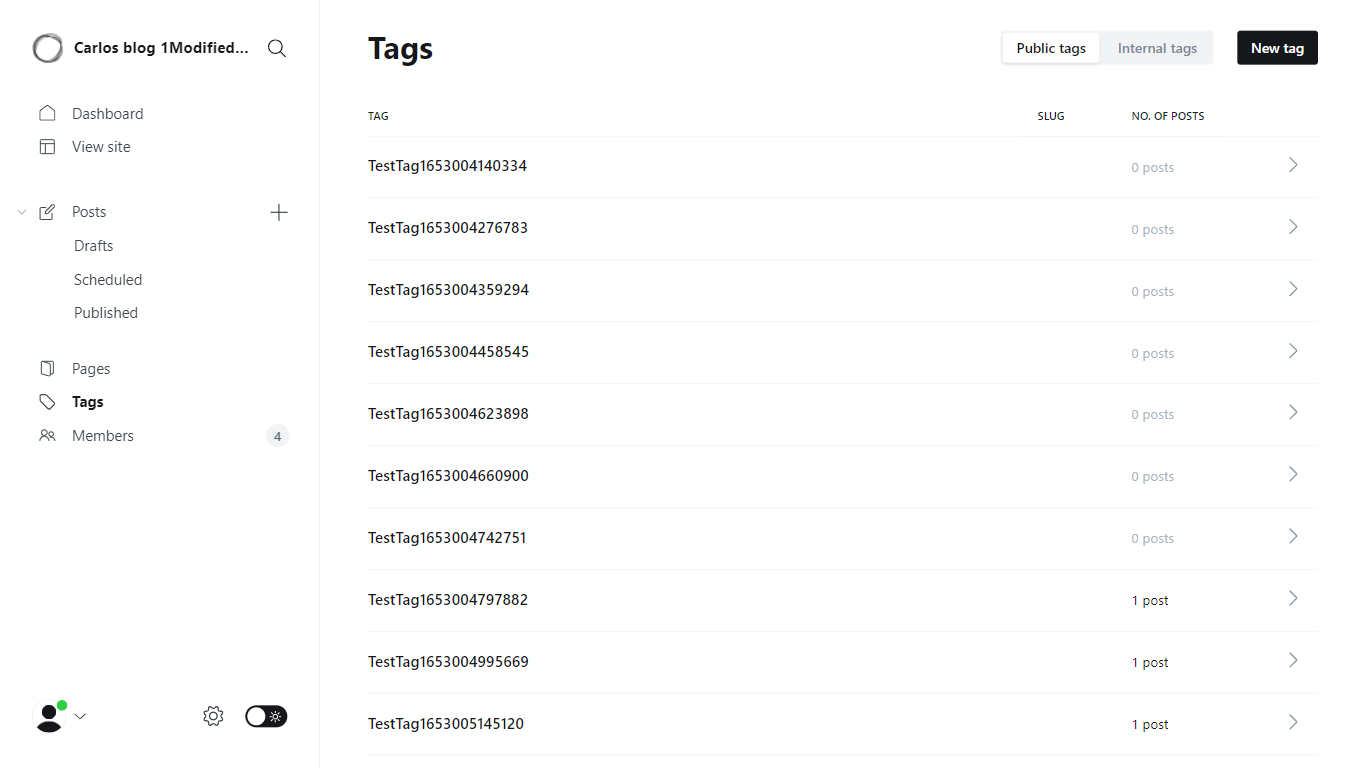 Carlos blog 1Modified...
Dashboard
View site
Posts
Drafts
Scheduled
Published
Pages
Tags
Members 4
Tags
Public tags Internal tags New tag
TAG SLUG NO. OF POSTS
TestTag1653004140334 0 posts
TestTag1653004276783 0 posts
TestTag1653004359294 0 posts
TestTag1653004458545 0 posts
TestTag1653004623898 0 posts
TestTag1653004660900 0 posts
TestTag1653004742751 0 posts
TestTag1653004797882 1 post
TestTag1653004995669 1 post
TestTag1653005145120 1 post